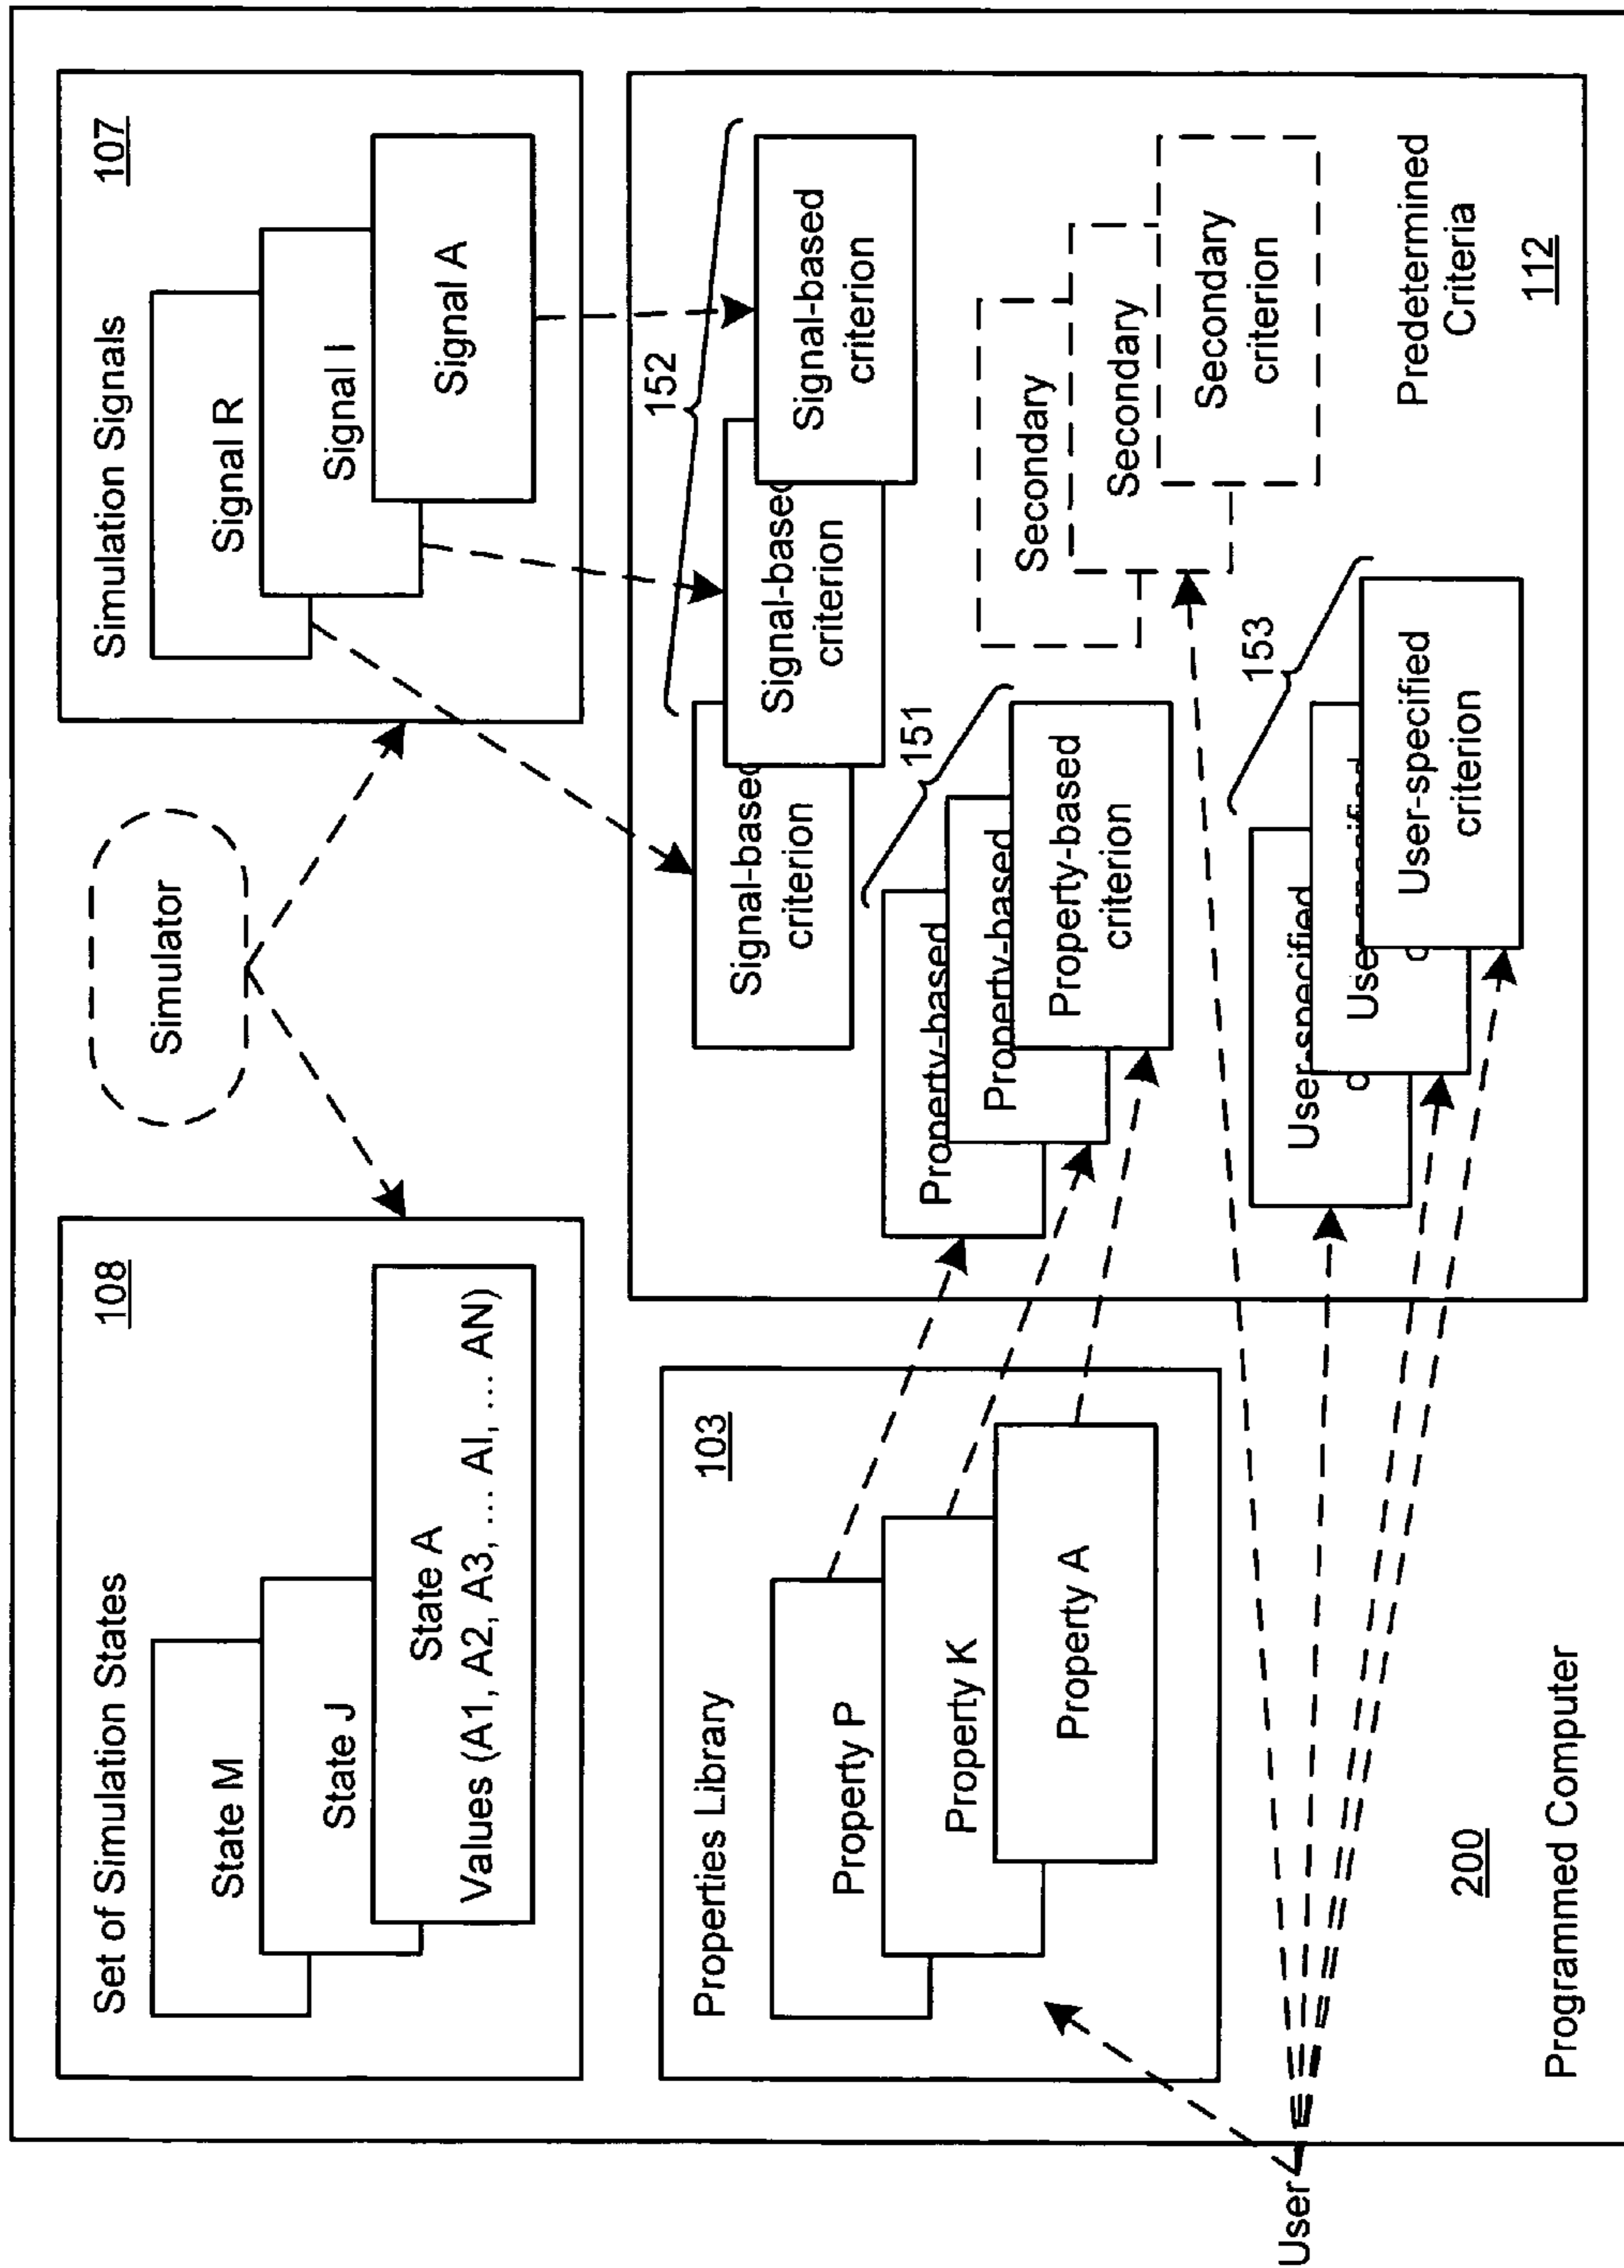 Set of Simulation States
108
State M
State J
State A
Values (A1, A2, A3, ... AI, ... AN)
Simulator
Simulation Signals
107
Signal R
Signal I
Signal A
Properties Library
103
Property P
Property K
Property A
152
Signal-based
criterion
Signal-based
criterion
Signal-based
criterion
151
Property-based
Property-based
Property-based
criterion
Secondary
Secondary
Secondary
criterion
153
User-specified
User-specified
c
User-specified
criterion
Predetermined
Criteria
112
User
200
Programmed Computer